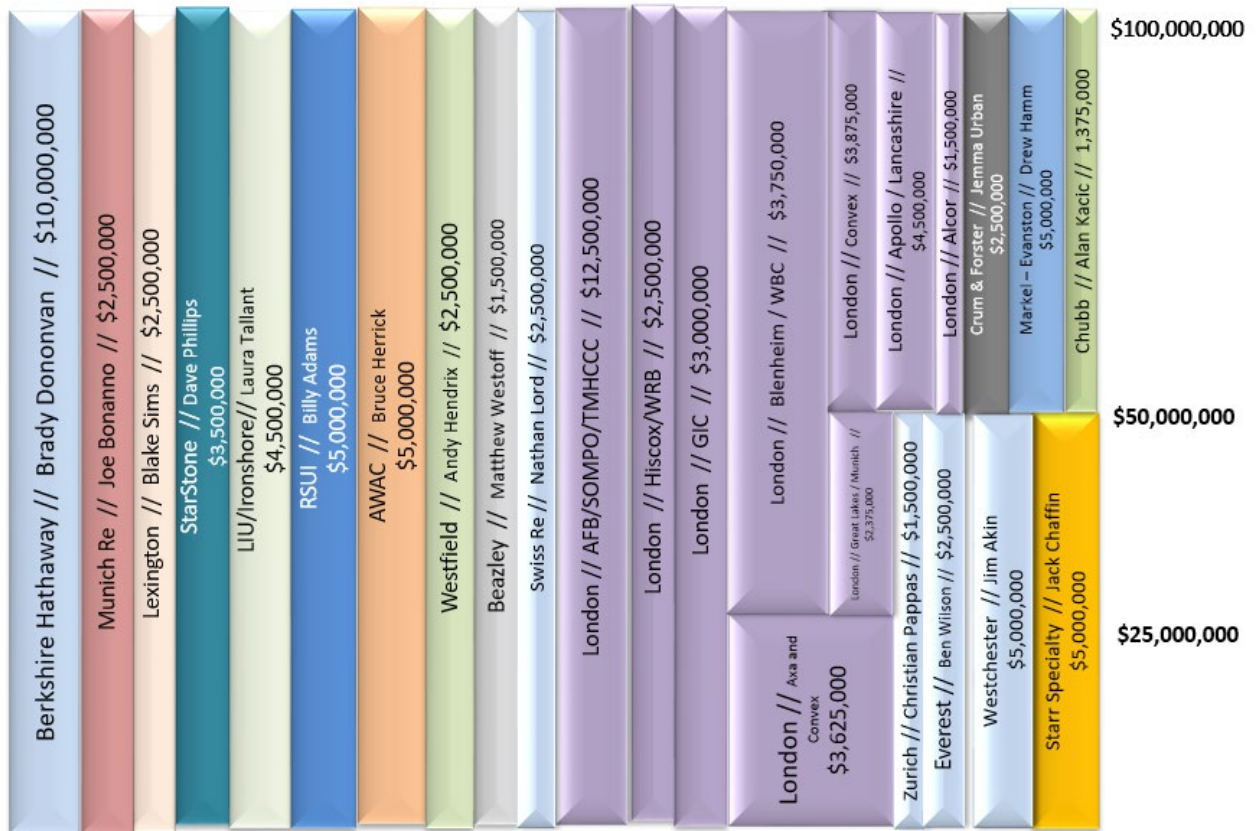 Berkshire Hathaway // Brady Dononvan // $10,000,000
Munich Re // Joe Bonanno // $2,500,000
Lexington // Blake Sims // $2,500,000
StarStone // Dave Phillips
$3,500,000
LIU/Ironshore// Laura Tallant
$4,500,000
RSUI // Billy Adams
$5,000,000
AWAC // Bruce Herrick
$5,000,000
Westfield // Andy Hendrix // $2,500,000
Beazley // Matthew Westoff // $1,500,000
Swiss Re // Nathan Lord // $2,500,000
London // AFB/SOMPO/TMHCCC // $12,500,000
London // Hiscox/WRB // $2,500,000
London // GIC // $3,000,000
London // Blenheim / WBC // $3,750,000
London // Convex // $3,875,000
London // Apollo / Lancashire //
$4,500,000
London // Alcor // $1,500,000
Crum & Forster // Jemma Urban
$2,500,000
Markel – Evanston // Drew Hamm
$5,000,000
Chubb // Alan Kacic // 1,375,000
London // Great Lakes / Munich //
$2,375,000
London // Axa and
Convex
$3,625,000
Zurich // Christian Pappas // $1,500,000
Everest // Ben Wilson // $2,500,000
Westchester // Jim Akin
$5,000,000
Starr Specialty // Jack Chaffin
$5,000,000
$100,000,000
$50,000,000
$25,000,000